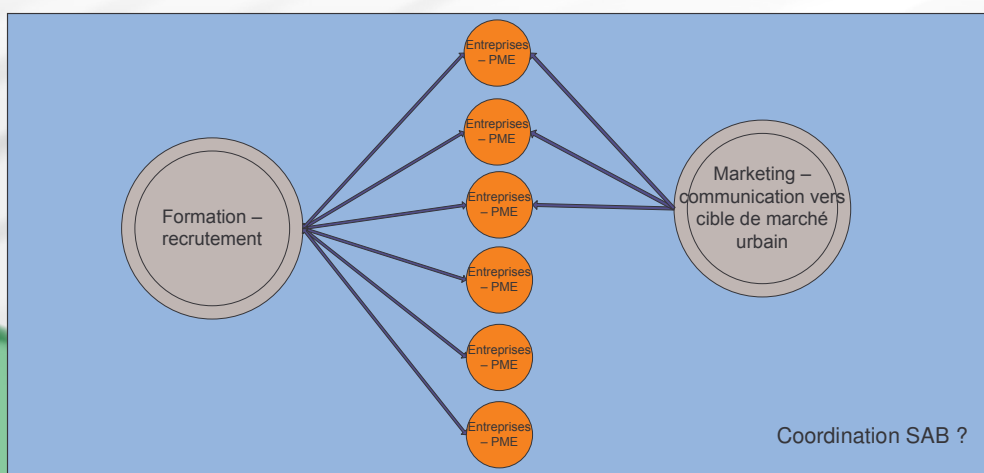 Entreprises
– PME
Entreprises
– PME
Entreprises
– PME
Entreprises
– PME
Entreprises
– PME
Entreprises
– PME
Formation –
recrutement
Marketing –
communication vers
cible de marché
urbain
Coordination SAB ?